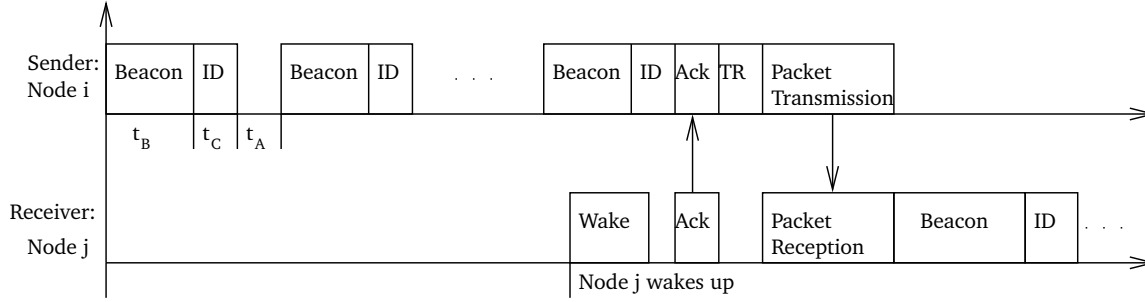 Sender:
Node i
Beacon ID Beacon ID . . . Beacon ID Ack TR Packet
Transmission
t_B t_C t_A
Receiver:
Node j
Wake Ack Packet
Reception
Beacon ID . . .
Node j wakes up